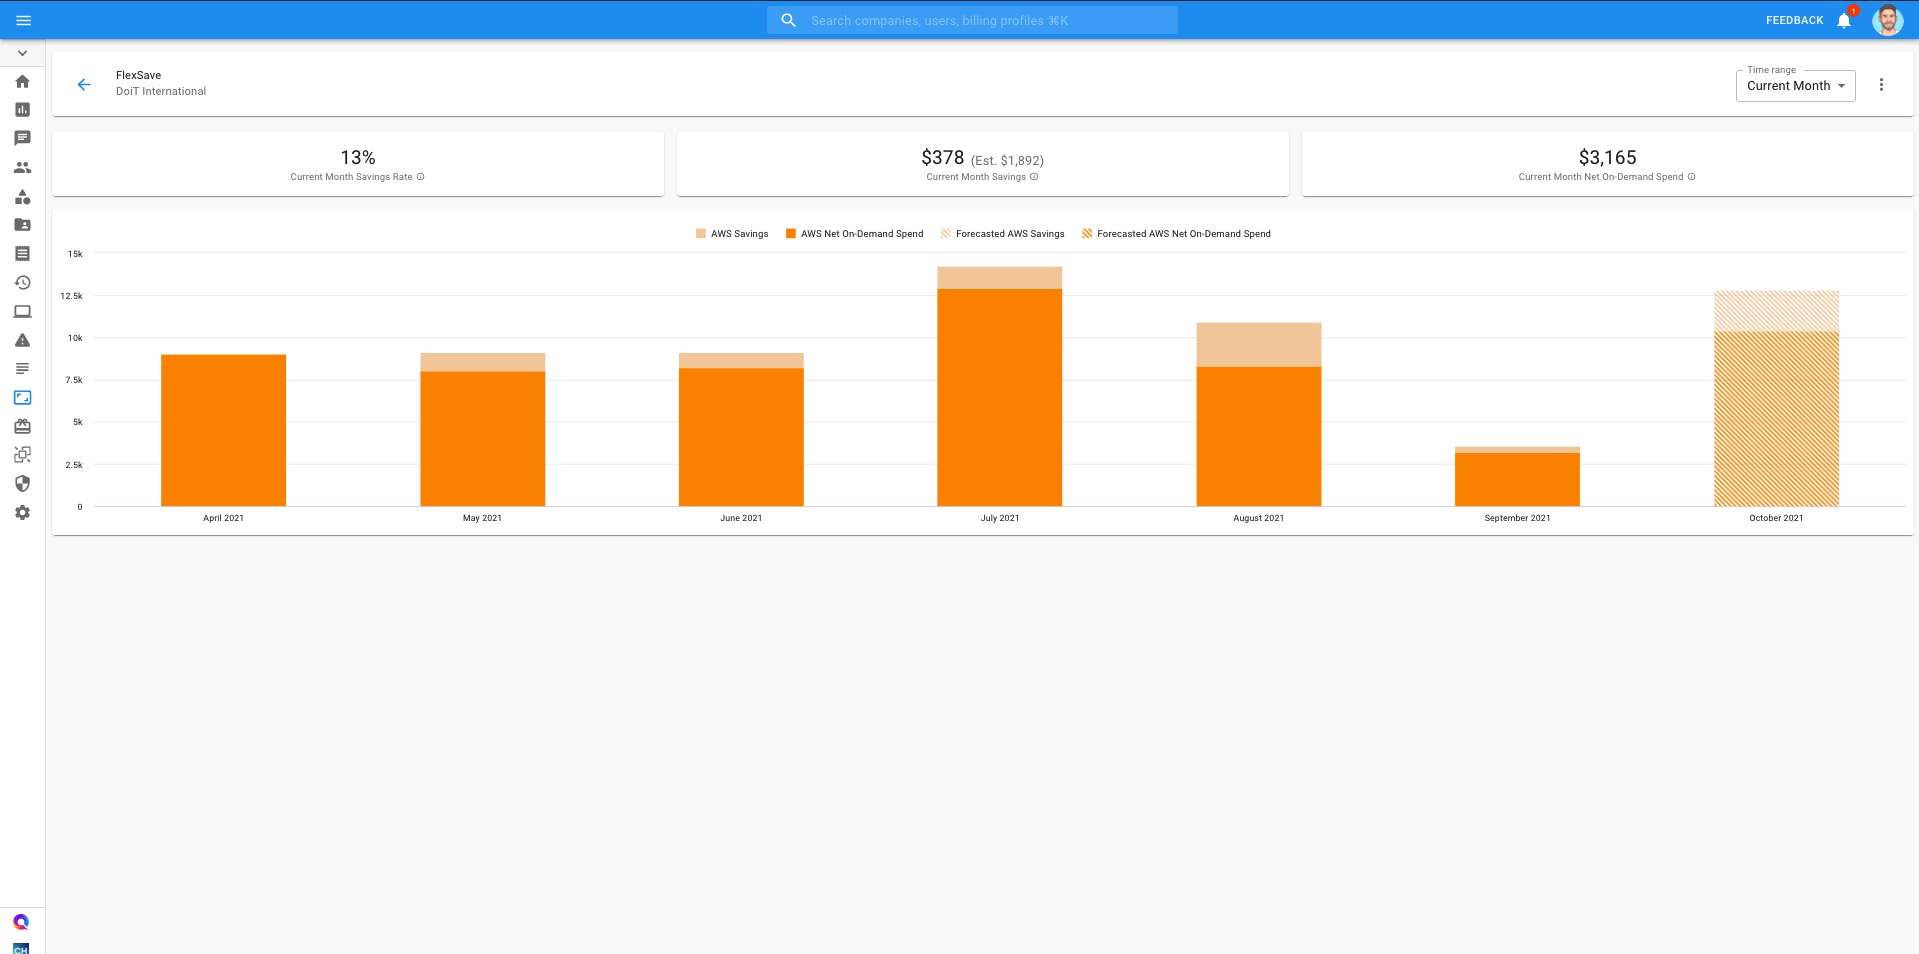 Search companies, users, billing profiles ⌘K
FEEDBACK
1
FlexSave
DoiT International
Time range
Current Month
13%
Current Month Savings Rate
$378 (Est. $1,892)
Current Month Savings
$3,165
Current Month Net On-Demand Spend
AWS Savings AWS Net On-Demand Spend Forecasted AWS Savings Forecasted AWS Net On-Demand Spend
15k
12.5k
10k
7.5k
5k
2.5k
0
April 2021 May 2021 June 2021 July 2021 August 2021 September 2021 October 2021
CH